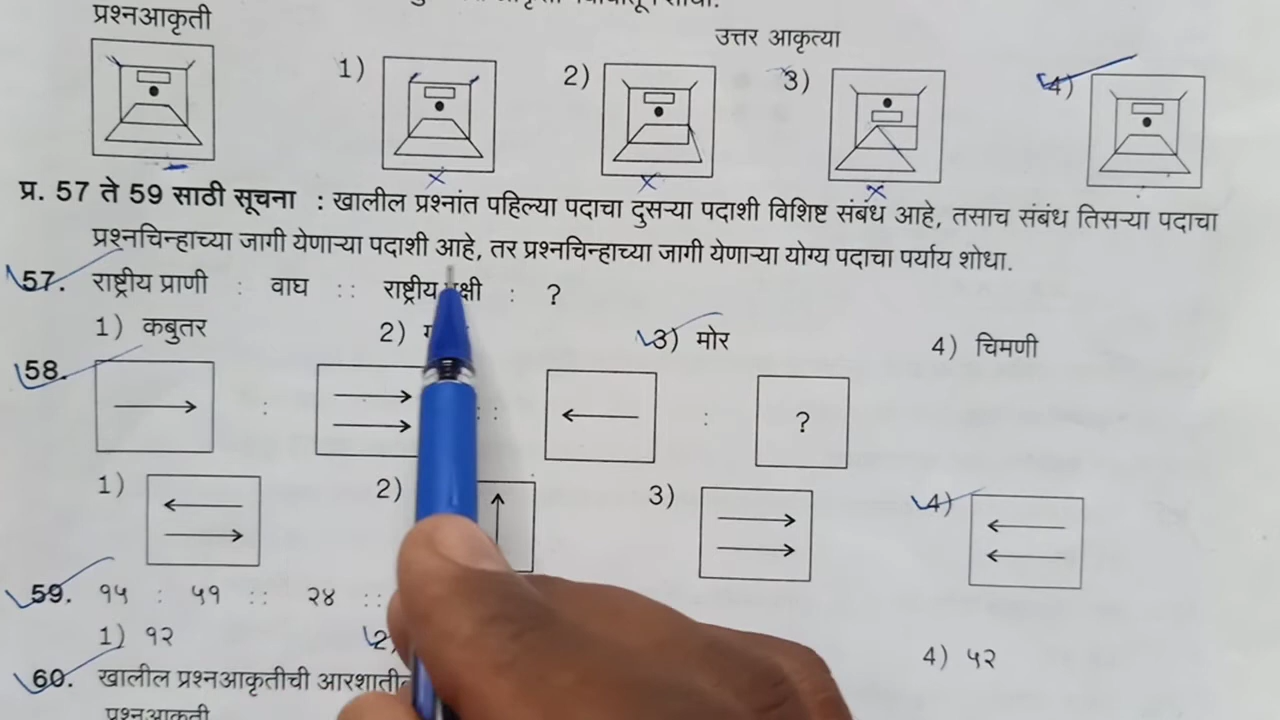 प्रश्नआकृती
उत्तर आकृत्या
1) 2) 3) 4)
प्र. 57 ते 59 साठी सूचना : खालील प्रश्नांत पहिल्या पदाचा दुसऱ्या पदाशी विशिष्ट संबंध आहे, तसाच संबंध तिसऱ्या पदाचा
प्रश्नचिन्हाच्या जागी येणाऱ्या पदाशी आहे, तर प्रश्नचिन्हाच्या जागी येणाऱ्या योग्य पदाचा पर्याय शोधा.
57. राष्ट्रीय प्राणी : वाघ :: राष्ट्रीय : ?
1) कबुतर 2) 3) मोर 4) चिमणी
58. : :: : ?
1) 2) 3) 4)
59. १५ : ५१ :: २४ ::
1) १२ 2) 4) ५२
60. खालील प्रश्नआकृतीची
प्रश्नआकृती